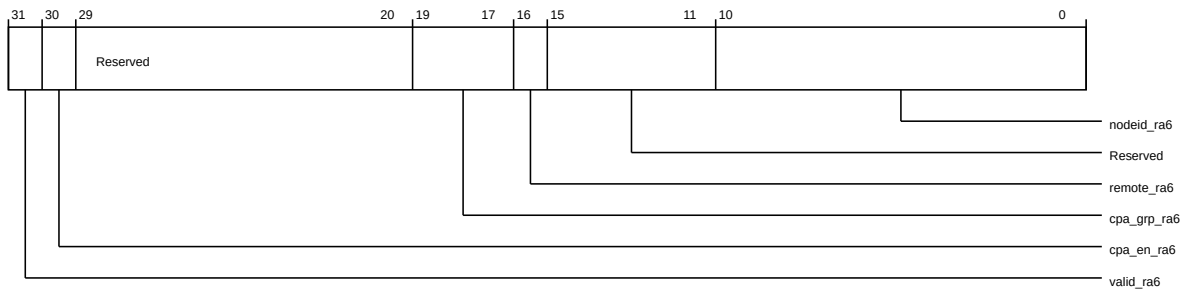 31 30 29 20 19 17 16 15 11 10 0
Reserved
nodeid_ra6
Reserved
remote_ra6
cpa_grp_ra6
cpa_en_ra6
valid_ra6